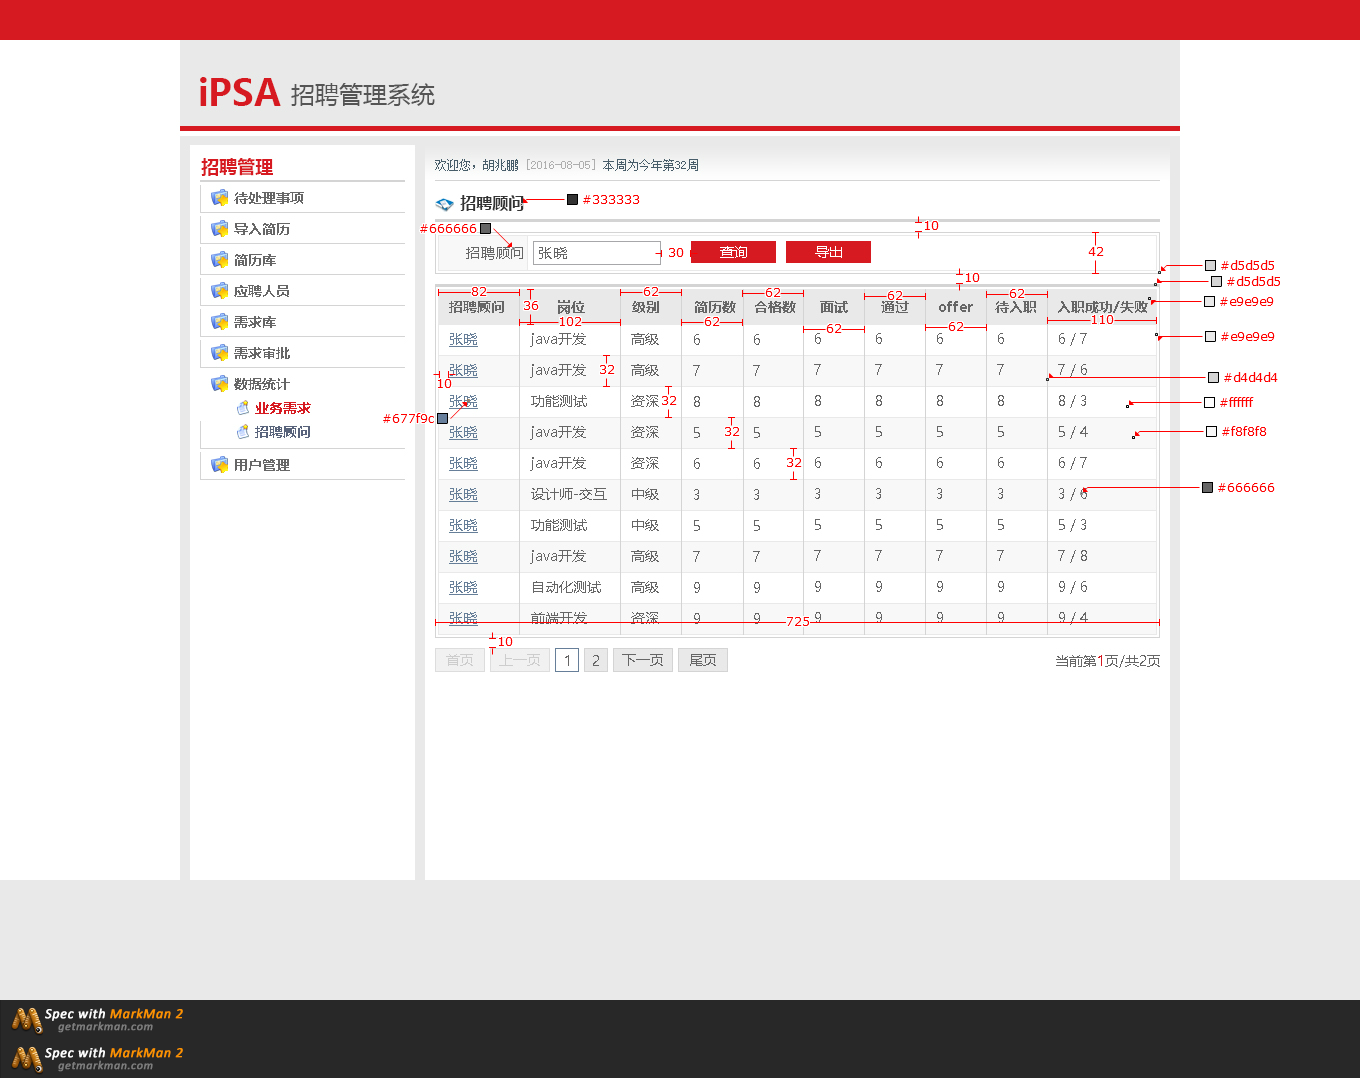 iPSA 招聘管理系统
招聘管理
待处理事项
导入简历
简历库
应聘人员
需求库
需求审批
数据统计
业务需求
招聘顾问
用户管理
欢迎您，胡兆鹏 [2016-08-05] 本周为今年第32周
招聘顾问 #333333
#666666 10
招聘顾问 张晓 30 查询 导出 42
#d5d5d5
10 #d5d5d5
82 36 62 62 62 62 #e9e9e9
招聘顾问 岗位 级别 简历数 合格数 面试 通过 offer 待入职 入职成功/失败
102 62 62 62 110
张晓 java开发 高级 6 6 6 6 6 6 6 / 7 #e9e9e9
张晓 java开发 32 高级 7 7 7 7 7 7 7 / 6 #d4d4d4
10
张晓 功能测试 资深 32 8 8 8 8 8 8 8 / 3 #ffffff
#677f9c
张晓 java开发 资深 5 32 5 5 5 5 5 5 / 4 #f8f8f8
张晓 java开发 资深 6 6 32 6 6 6 6 6 / 7
张晓 设计师-交互 中级 3 3 3 3 3 3 3 / 6 #666666
张晓 功能测试 中级 5 5 5 5 5 5 5 / 3
张晓 java开发 高级 7 7 7 7 7 7 7 / 8
张晓 自动化测试 高级 9 9 9 9 9 9 9 / 6
张晓 前端开发 资深 9 9 9 9 9 9 9 / 4
725
10
首页 上一页 1 2 下一页 尾页 当前第1页/共2页
Spec with MarkMan 2
getmarkman.com
Spec with MarkMan 2
getmarkman.com